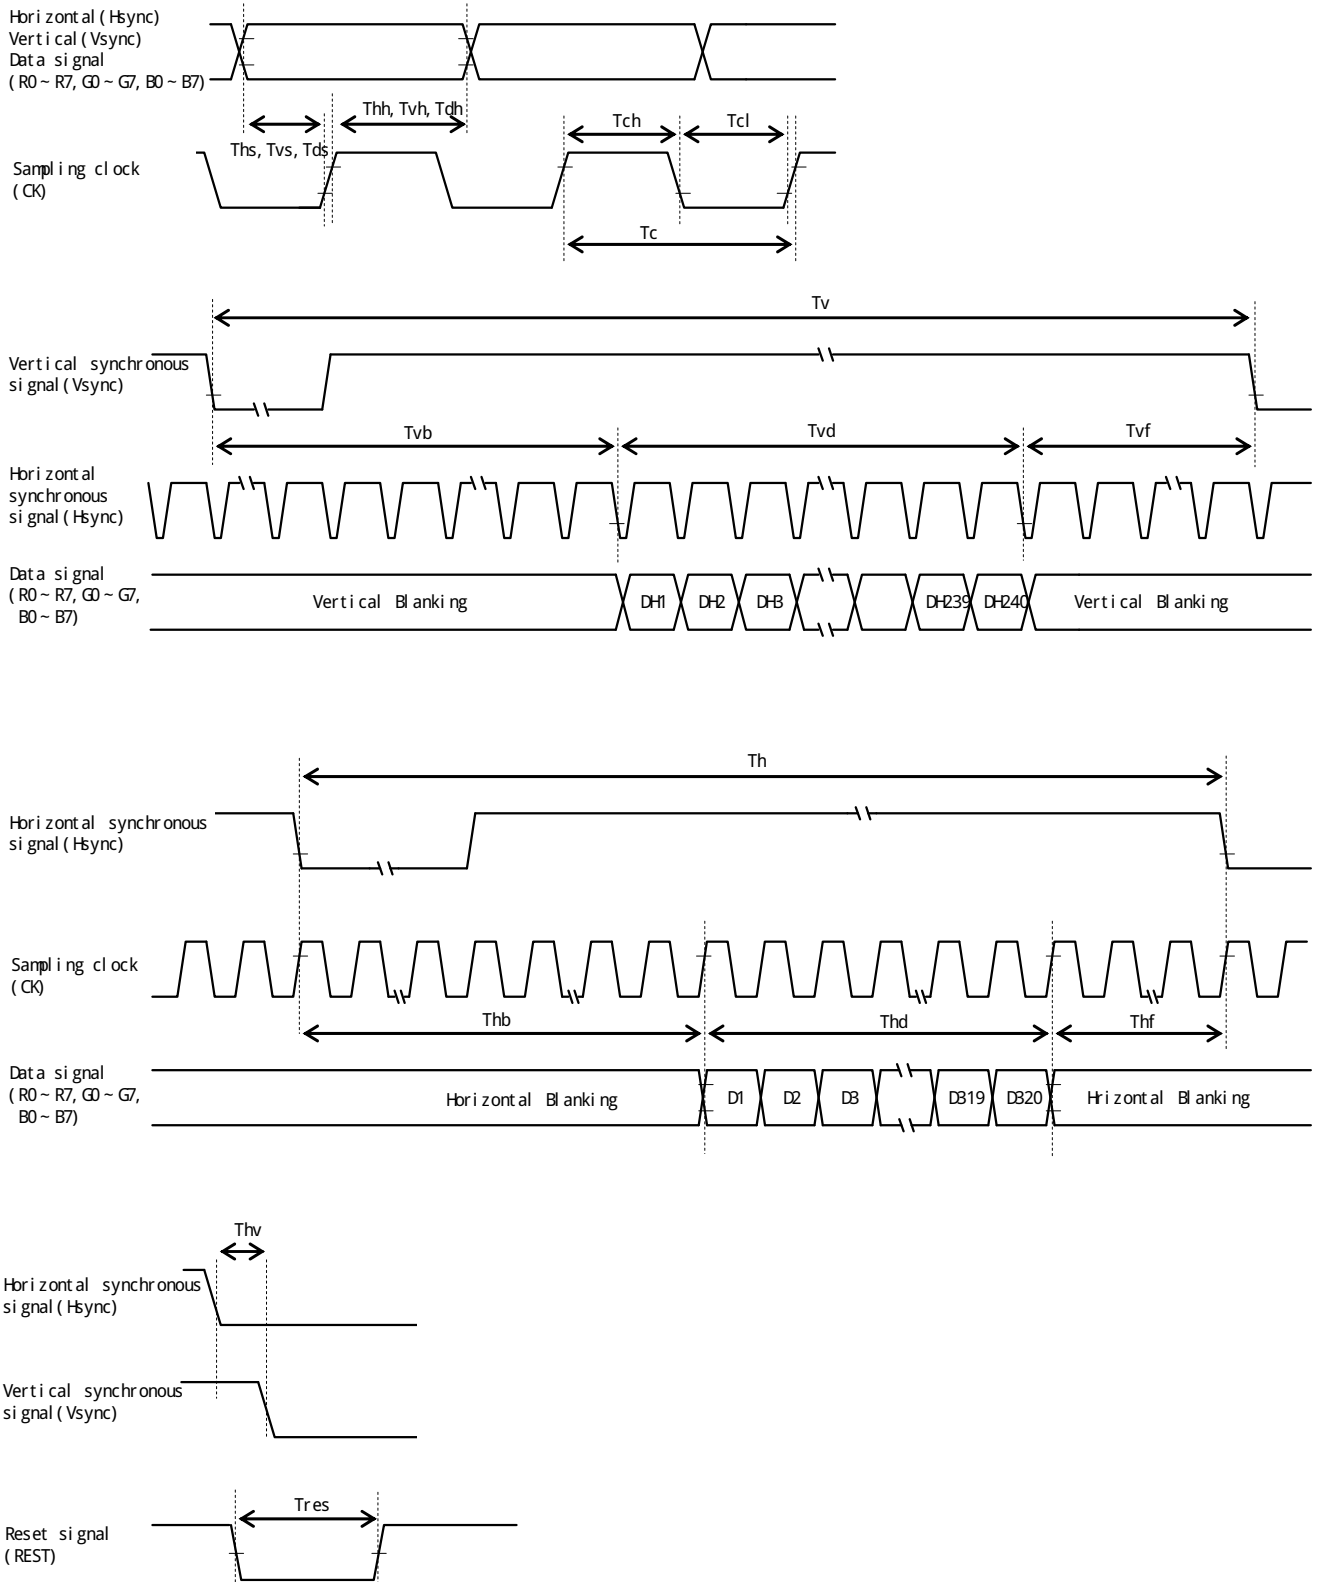 Horizontal(Hsync)
Vertical(Vsync)
Data signal
(R0~R7, G0~G7, B0~B7)
Thh, Tvh, Tdh
Ths, Tvs, Tds
Tch
Tcl
Sampling clock
(CK)
Tc
Tv
Vertical synchronous
signal(Vsync)
Tvb
Tvd
Tvf
Horizontal
synchronous
signal(Hsync)
Data signal
(R0~R7, G0~G7,
B0~B7)
Vertical Blanking
DH1
DH2
DH3
DH239
DH240
Vertical Blanking
Th
Horizontal synchronous
signal(Hsync)
Sampling clock
(CK)
Thb
Thd
Thf
Data signal
(R0~R7, G0~G7,
B0~B7)
Horizontal Blanking
D1
D2
D3
D319
D320
Hrizontal Blanking
Thv
Horizontal synchronous
signal(Hsync)
Vertical synchronous
signal(Vsync)
Tres
Reset signal
(REST)